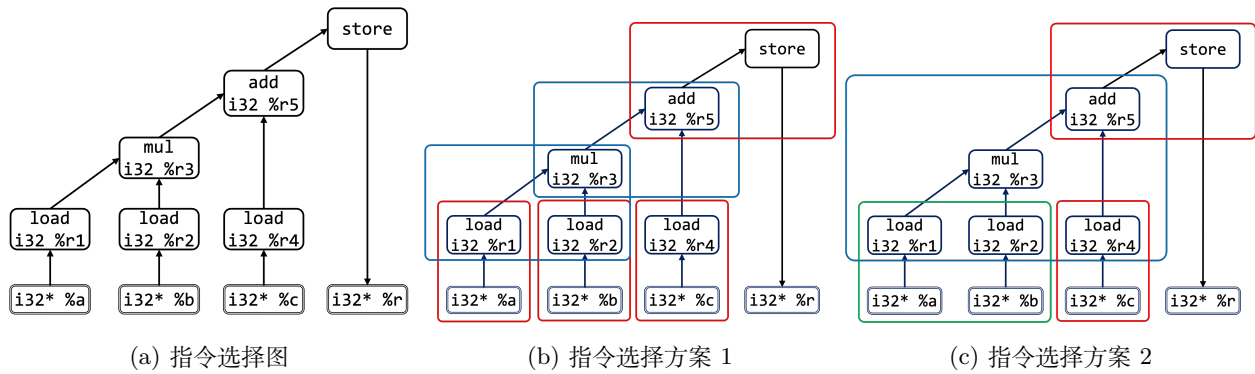 store
add
i32 %r5
mul
i32 %r3
load
i32 %r1
load
i32 %r2
load
i32 %r4
i32* %a
i32* %b
i32* %c
i32* %r
(a) 指令选择图
store
add
i32 %r5
mul
i32 %r3
load
i32 %r1
load
i32 %r2
load
i32 %r4
i32* %a
i32* %b
i32* %c
i32* %r
(b) 指令选择方案 1
store
add
i32 %r5
mul
i32 %r3
load
i32 %r1
load
i32 %r2
load
i32 %r4
i32* %a
i32* %b
i32* %c
i32* %r
(c) 指令选择方案 2